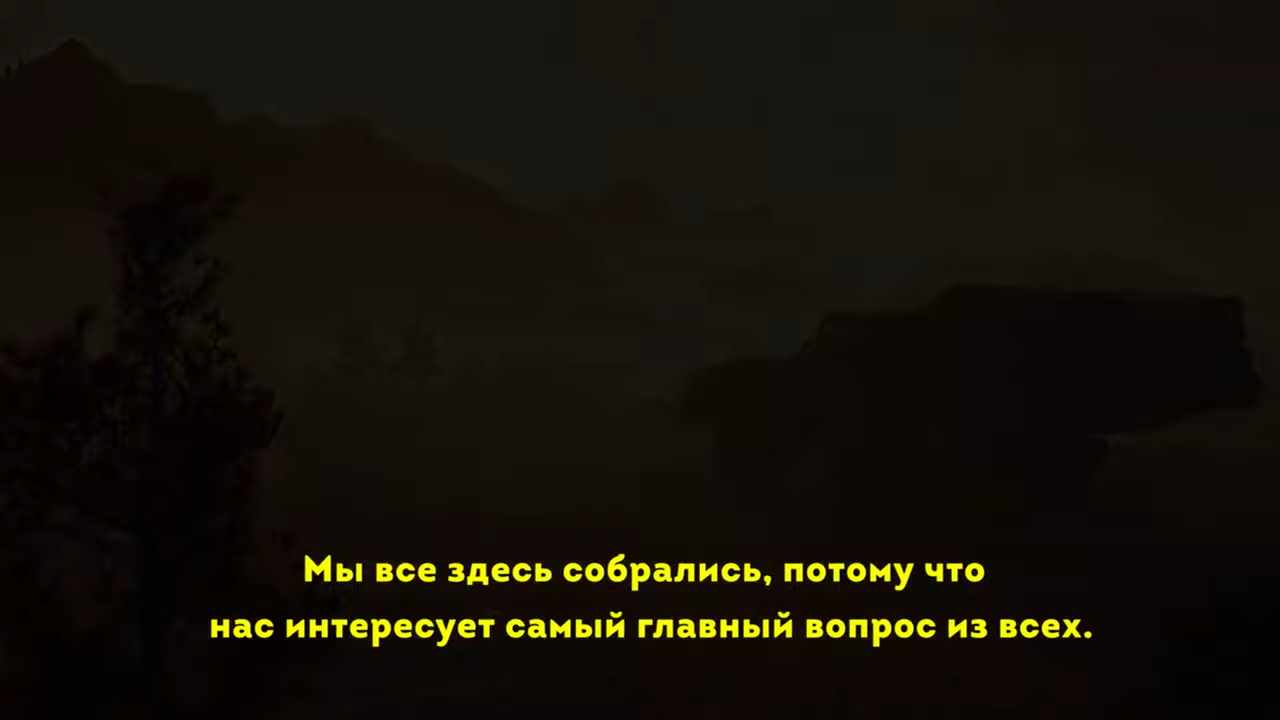 Мы все здесь собрались, потому что
нас интересует самый главный вопрос из всех.